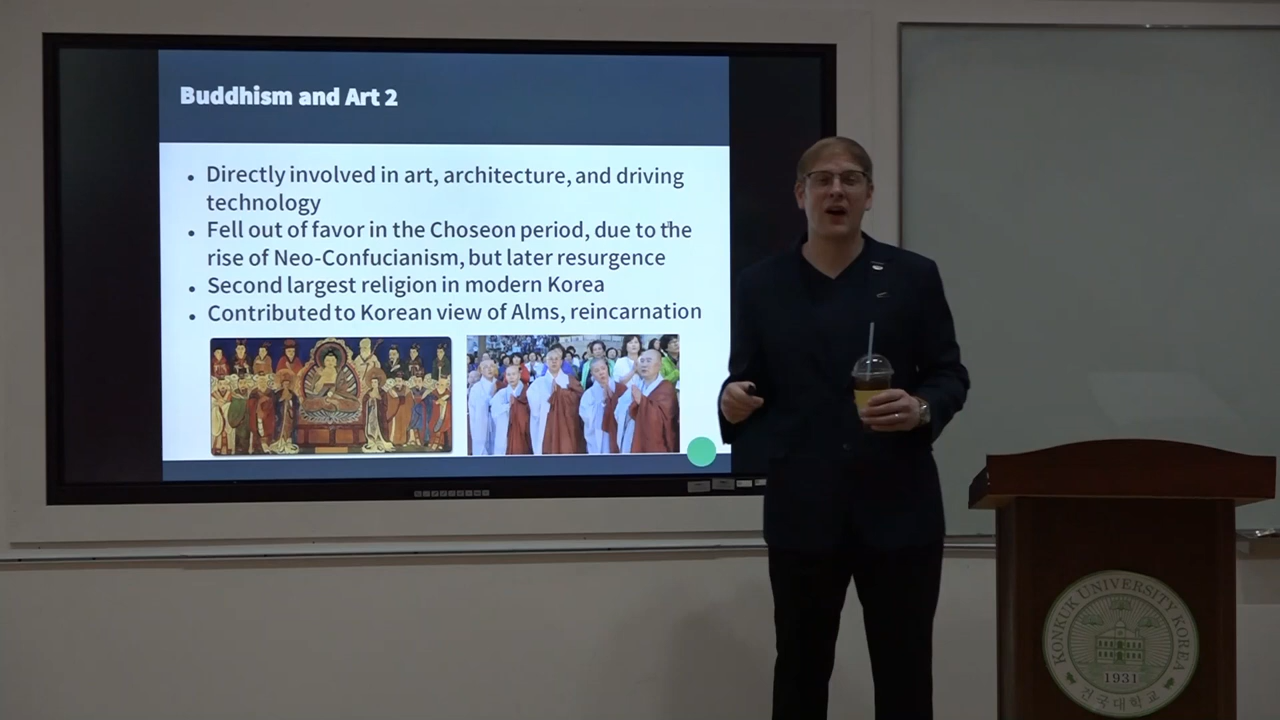 Buddhism and Art 2
• Directly involved in art, architecture, and driving
technology
• Fell out of favor in the Choseon period, due to the
rise of Neo-Confucianism, but later resurgence
• Second largest religion in modern Korea
• Contributed to Korean view of Alms, reincarnation
KONKUK UNIVERSITY KOREA
1931
건국대학교